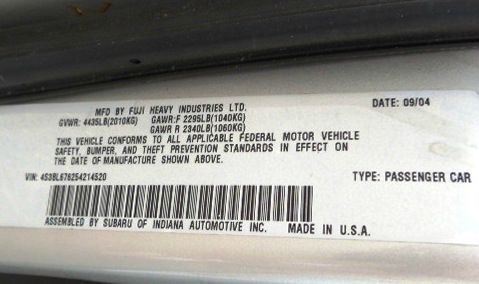 MFD BY FUJI HEAVY INDUSTRIES LTD. DATE: 09/04
GVWR: 4435LB(2010KG) GAWR:F 2295LB(1040KG)
GAWR R 2340LB(1060KG)
THIS VEHICLE CONFORMS TO ALL APPLICABLE FEDERAL MOTOR VEHICLE
SAFETY, BUMPER, AND THEFT PREVENTION STANDARDS IN EFFECT ON
THE DATE OF MANUFACTURE SHOWN ABOVE.
VIN: 4S3BL676254214520 TYPE: PASSENGER CAR
ASSEMBLED BY SUBARU OF INDIANA AUTOMOTIVE INC. MADE IN U.S.A.